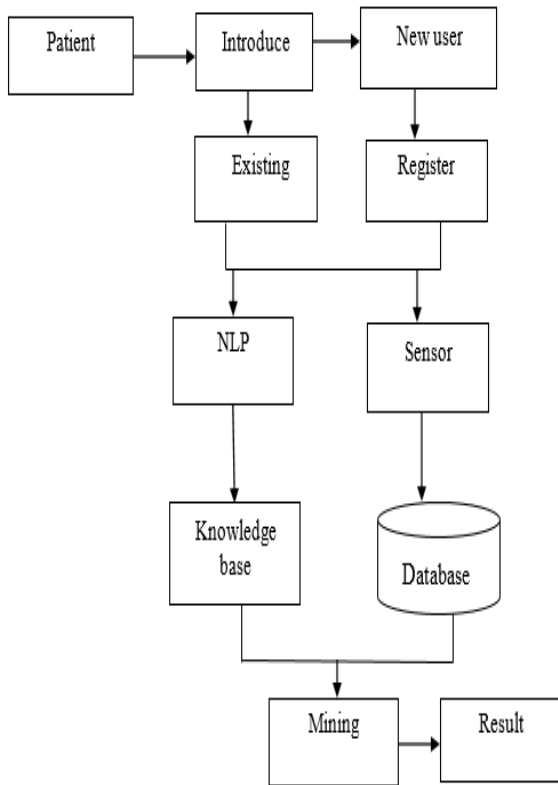 Patient
Introduce
New user
Existing
Register
NLP
Sensor
Knowledge
base
Database
Mining
Result